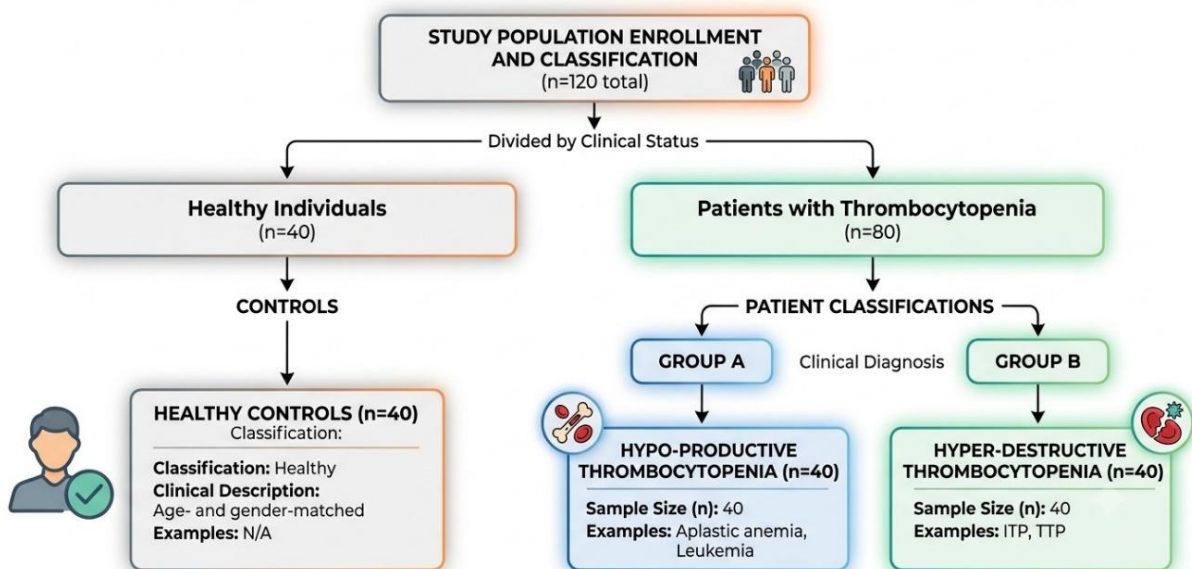 STUDY POPULATION ENROLLMENT
AND CLASSIFICATION
(n=120 total)
Divided by Clinical Status
Healthy Individuals
(n=40)
Patients with Thrombocytopenia
(n=80)
CONTROLS
PATIENT CLASSIFICATIONS
GROUP A
Clinical Diagnosis
GROUP B
HEALTHY CONTROLS (n=40)
Classification:
Classification: Healthy
Clinical Description:
Age- and gender-matched
Examples: N/A
HYPO-PRODUCTIVE
THROMBOCYTOPENIA (n=40)
Sample Size (n): 40
Examples: Aplastic anemia,
Leukemia
HYPER-DESTRUCTIVE
THROMBOCYTOPENIA (n=40)
Sample Size (n): 40
Examples: ITP, TTP